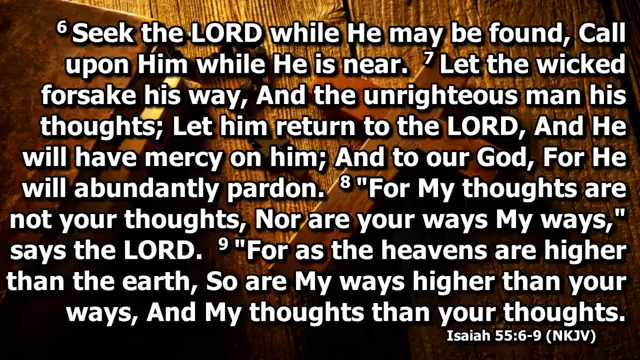 6 Seek the LORD while He may be found, Call
upon Him while He is near. 7 Let the wicked
forsake his way, And the unrighteous man his
thoughts; Let him return to the LORD, And He
will have mercy on him; And to our God, For He
will abundantly pardon. 8 "For My thoughts are
not your thoughts, Nor are your ways My ways,"
says the LORD. 9 "For as the heavens are higher
than the earth, So are My ways higher than your
ways, And My thoughts than your thoughts.
Isaiah 55:6-9 (NKJV)